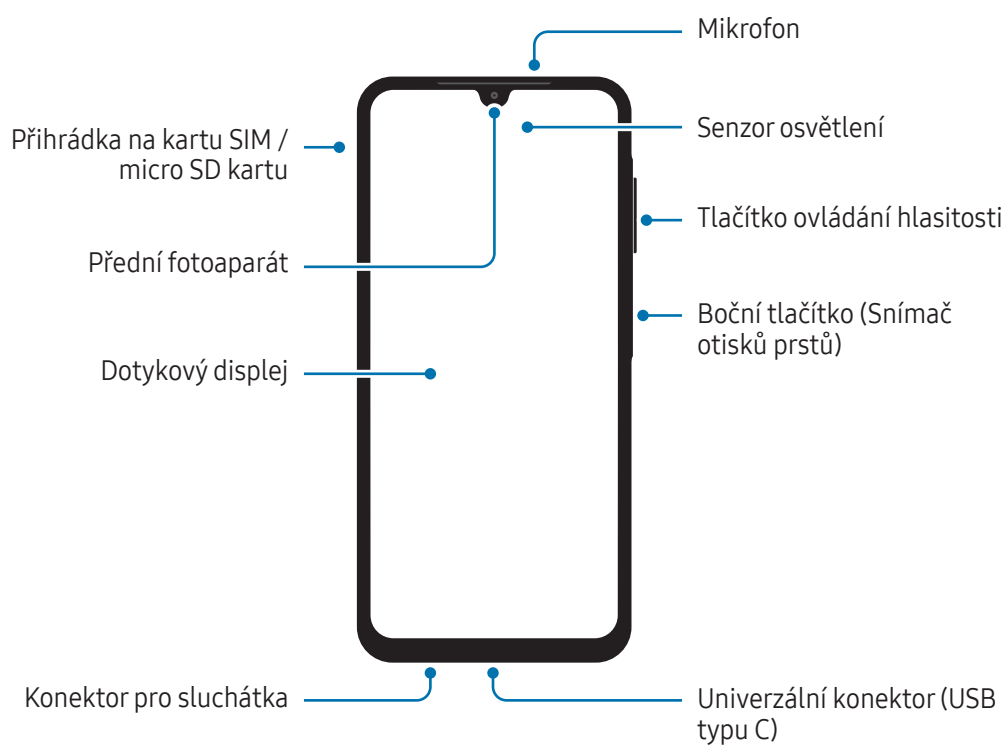 Mikrofon
Přihrádka na kartu SIM /
micro SD kartu
Senzor osvětlení
Tlačítko ovládání hlasitosti
Přední fotoaparát
Boční tlačítko (Snímač
otisků prstů)
Dotykový displej
Konektor pro sluchátka
Univerzální konektor (USB
typu C)